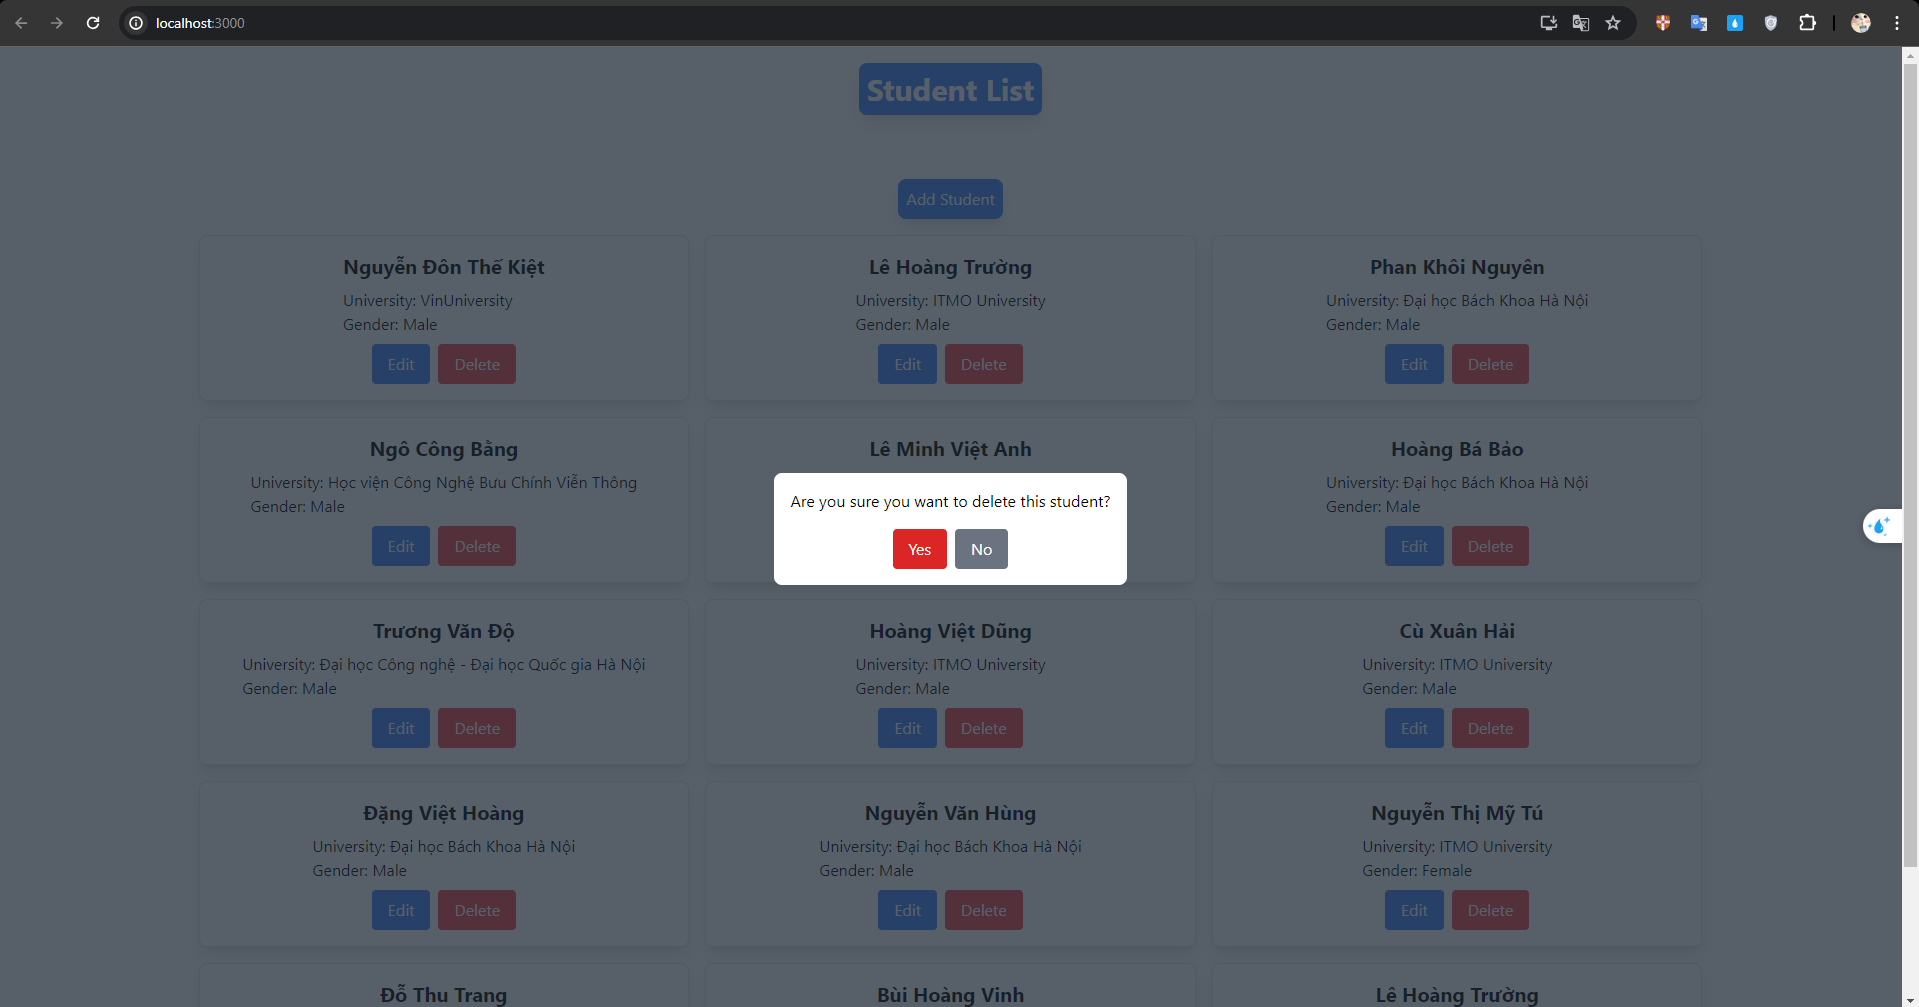 localhost:3000
Student List
Add Student
Nguyễn Đôn Thế Kiệt
University: VinUniversity
Gender: Male
Edit
Delete
Lê Hoàng Trường
University: ITMO University
Gender: Male
Edit
Delete
Phan Khôi Nguyên
University: Đại học Bách Khoa Hà Nội
Gender: Male
Edit
Delete
Ngô Công Bằng
University: Học viện Công Nghệ Bưu Chính Viễn Thông
Gender: Male
Edit
Delete
Lê Minh Việt Anh
Are you sure you want to delete this student?
Yes
No
Hoàng Bá Bảo
University: Đại học Bách Khoa Hà Nội
Gender: Male
Edit
Delete
Trương Văn Độ
University: Đại học Công nghệ - Đại học Quốc gia Hà Nội
Gender: Male
Edit
Delete
Hoàng Việt Dũng
University: ITMO University
Gender: Male
Edit
Delete
Cù Xuân Hải
University: ITMO University
Gender: Male
Edit
Delete
Đặng Việt Hoàng
University: Đại học Bách Khoa Hà Nội
Gender: Male
Edit
Delete
Nguyễn Văn Hùng
University: Đại học Bách Khoa Hà Nội
Gender: Male
Edit
Delete
Nguyễn Thị Mỹ Tú
University: ITMO University
Gender: Female
Edit
Delete
Đỗ Thu Trang
Bùi Hoàng Vinh
Lê Hoàng Trường